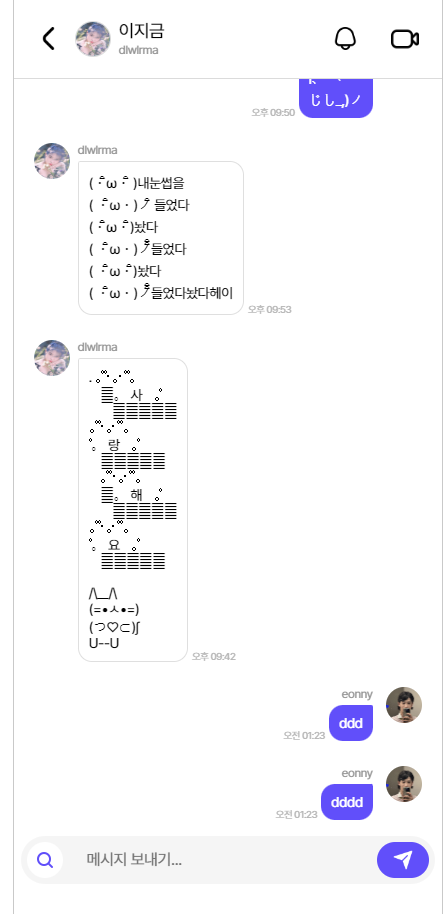 이지금
dlwlrma
じし_,)ノ
오후 09:50
dlwlrma
( ･ิω･ิ )내눈썹을
( ･ิω･ )ノ 들었다
( ･ิω･ิ)놨다
( ･ิω･ )ノ들었다
( ･ิω･ิ)놨다
( ･ิω･ )ノ들었다놨다헤이
오후 09:53
dlwlrma
사
랑
해
요
/\__/\
(=•ㅅ•=)
(つ♡⊂)ʃ
U--U
오후 09:42
eonny
ddd
오전 01:23
eonny
dddd
오전 01:23
메시지 보내기...